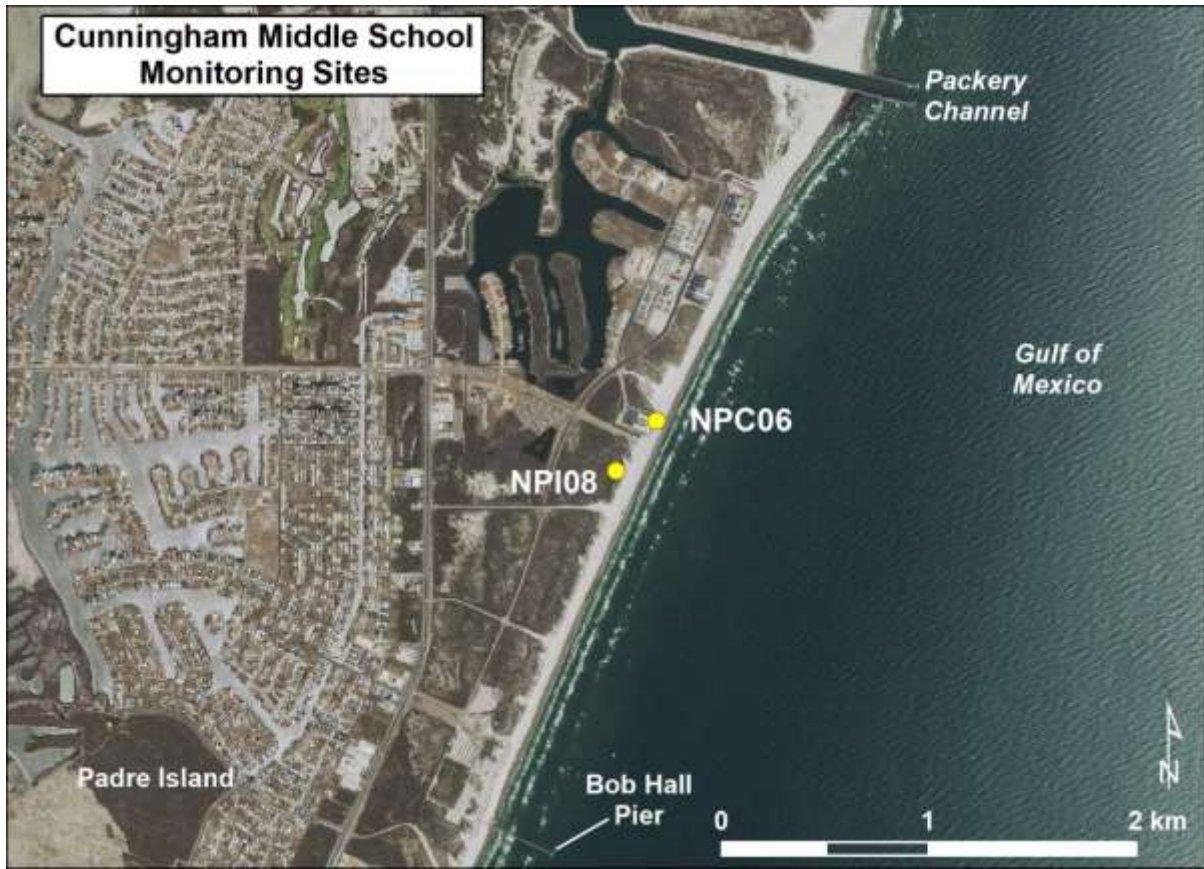 Cunningham Middle School
Monitoring Sites
Packery
Channel
Gulf of
Mexico
NPC06
NPI08
Padre Island
Bob Hall
Pier
N
0 1 2 km